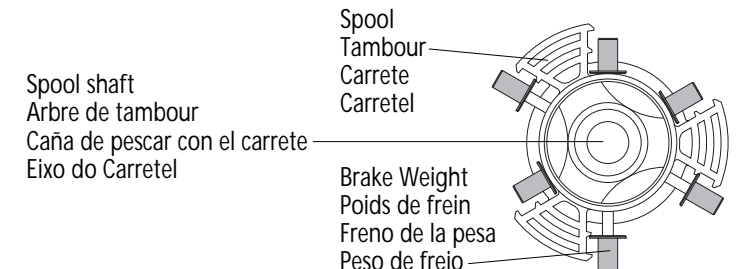 Spool
Tambour
Carrete
Carretel
Spool shaft
Arbre de tambour
Caña de pescar con el carrete
Eixo do Carretel
Brake Weight
Poids de frein
Freno de la pesa
Peso de freio